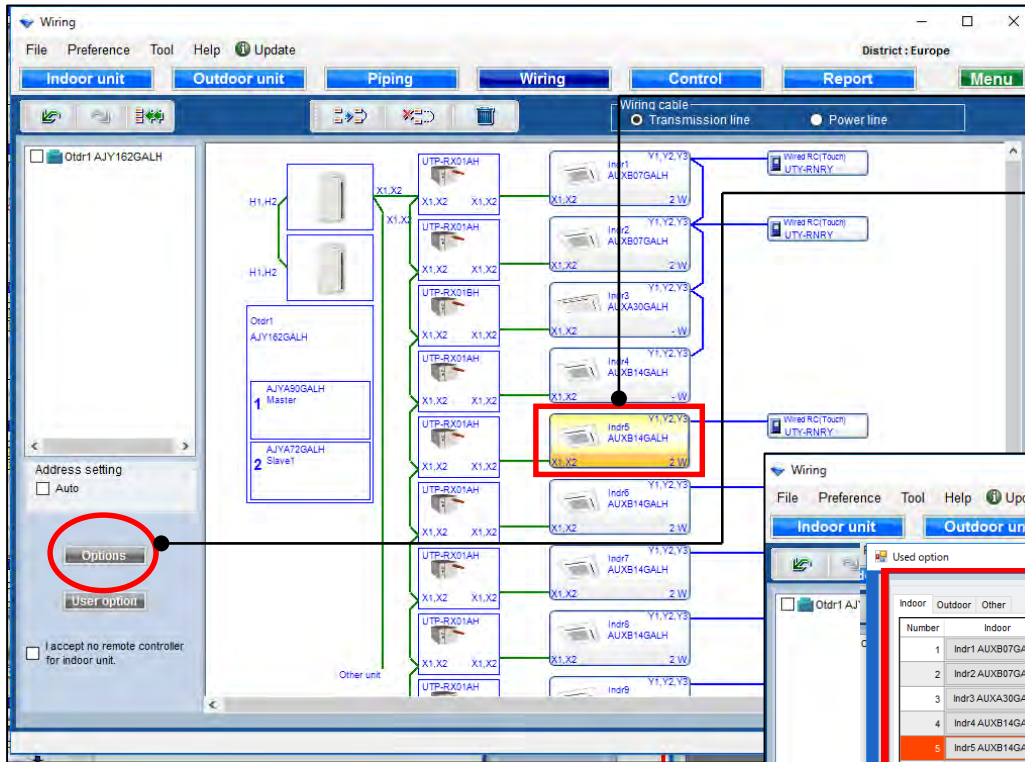 Wiring
File Preference Tool Help Update
District : Europe
Indoor unit Outdoor unit Piping Wiring Control Report Menu
Wiring cable
Transmission line Power line
Otdr1 AJY162GALH
Address setting
Auto
Options
User option
I accept no remote controller
for indoor unit.
H1,H2
H1,H2
X1,X2
X1,X2
Otdr1
AJY162GALH
AJYA90GALH
1 Master
AJYA72GALH
2 Slave1
Other unit
UTP-RX01AH
X1,X2 X1,X2
Indr1 Y1,Y2,Y3
AUXB07GALH
X1,X2 2 W
Wired RC(Touch)
UTY-RNRY
UTP-RX01AH
X1,X2 X1,X2
Indr2 Y1,Y2,Y3
AUXB07GALH
X1,X2 2 W
Wired RC(Touch)
UTY-RNRY
UTP-RX01BH
X1,X2 X1,X2
Indr3 Y1,Y2,Y3
AUXA30GALH
X1,X2 - W
UTP-RX01AH
X1,X2 X1,X2
Indr4 Y1,Y2,Y3
AUXB14GALH
X1,X2 - W
UTP-RX01AH
X1,X2 X1,X2
Indr5 Y1,Y2,Y3
AUXB14GALH
X1,X2 2 W
Wired RC(Touch)
UTY-RNRY
UTP-RX01AH
X1,X2 X1,X2
Indr6 Y1,Y2,Y3
AUXB14GALH
X1,X2 2 W
UTP-RX01AH
X1,X2 X1,X2
Indr7 Y1,Y2,Y3
AUXB14GALH
X1,X2 2 W
UTP-RX01AH
X1,X2 X1,X2
Indr8 Y1,Y2,Y3
AUXB14GALH
X1,X2 2 W
UTP-RX01AH
Indr9 Y1,Y2,Y3
Wiring
File Preference Tool Help Upd
Indoor unit Outdoor un
Otdr1 AJ
Used option
Indoor Outdoor Other
Number Indoor
1 Indr1 AUXB07GA
2 Indr2 AUXB07GA
3 Indr3 AUXA30GA
4 Indr4 AUXB14GA
5 Indr5 AUXB14GA